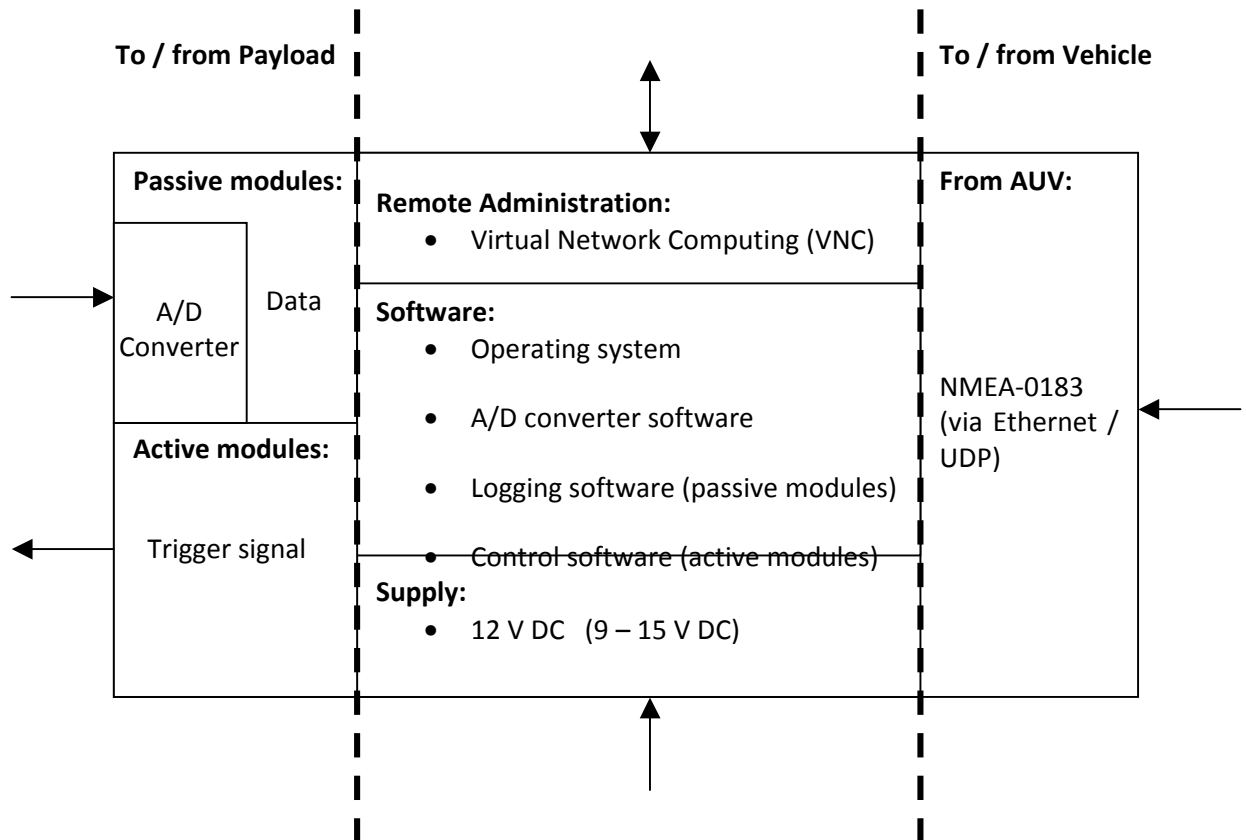 To / from Payload
To / from Vehicle
Passive modules:
A/D
Converter
Data
Active modules:
Trigger signal
Remote Administration:
• Virtual Network Computing (VNC)
Software:
• Operating system
• A/D converter software
• Logging software (passive modules)
• Control software (active modules)
Supply:
• 12 V DC (9 – 15 V DC)
From AUV:
NMEA-0183
(via Ethernet /
UDP)